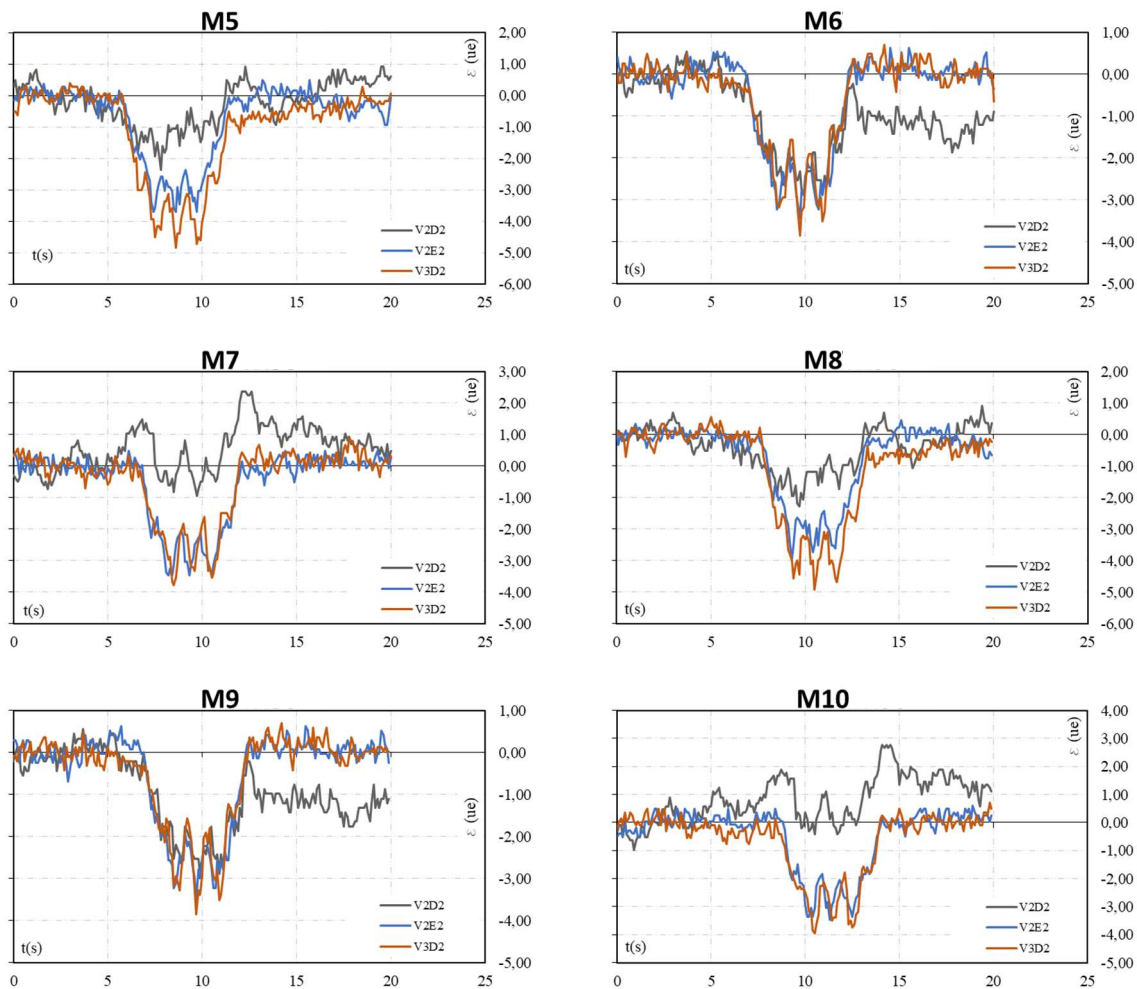 M5
2,00
1,00
0,00
-1,00
-2,00
-3,00
-4,00
-5,00
-6,00
ε (ue)
V2D2
V2E2
V3D2
t(s)
0 5 10 15 20 25
M6
1,00
0,00
-1,00
-2,00
-3,00
-4,00
-5,00
ε (ue)
V2D2
V2E2
V3D2
t(s)
0 5 10 15 20 25
M7
3,00
2,00
1,00
0,00
-1,00
-2,00
-3,00
-4,00
-5,00
ε (ue)
V2D2
V2E2
V3D2
t(s)
0 5 10 15 20 25
M8
2,00
1,00
0,00
-1,00
-2,00
-3,00
-4,00
-5,00
-6,00
ε (ue)
V2D2
V2E2
V3D2
t(s)
0 5 10 15 20 25
M9
1,00
0,00
-1,00
-2,00
-3,00
-4,00
-5,00
ε (ue)
V2D2
V2E2
V3D2
t(s)
0 5 10 15 20 25
M10
4,00
3,00
2,00
1,00
0,00
-1,00
-2,00
-3,00
-4,00
-5,00
ε (ue)
V2D2
V2E2
V3D2
t(s)
0 5 10 15 20 25